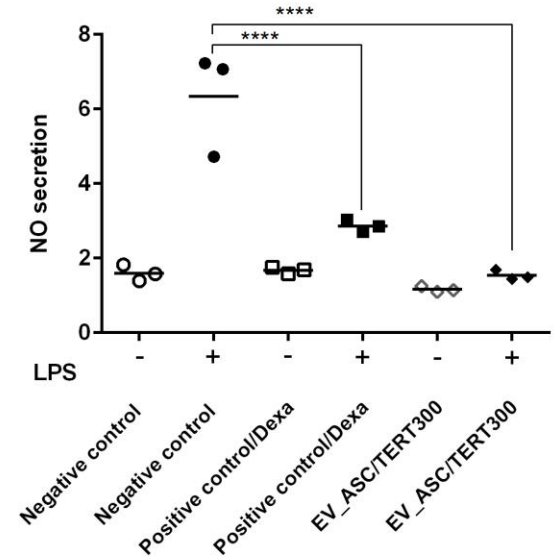 ****
****
NO secretion
8
6
4
2
0
LPS - + - + - +
Negative control
Negative control
Positive control/Dexa
Positive control/Dexa
EV_ASC/TERT300
EV_ASC/TERT300